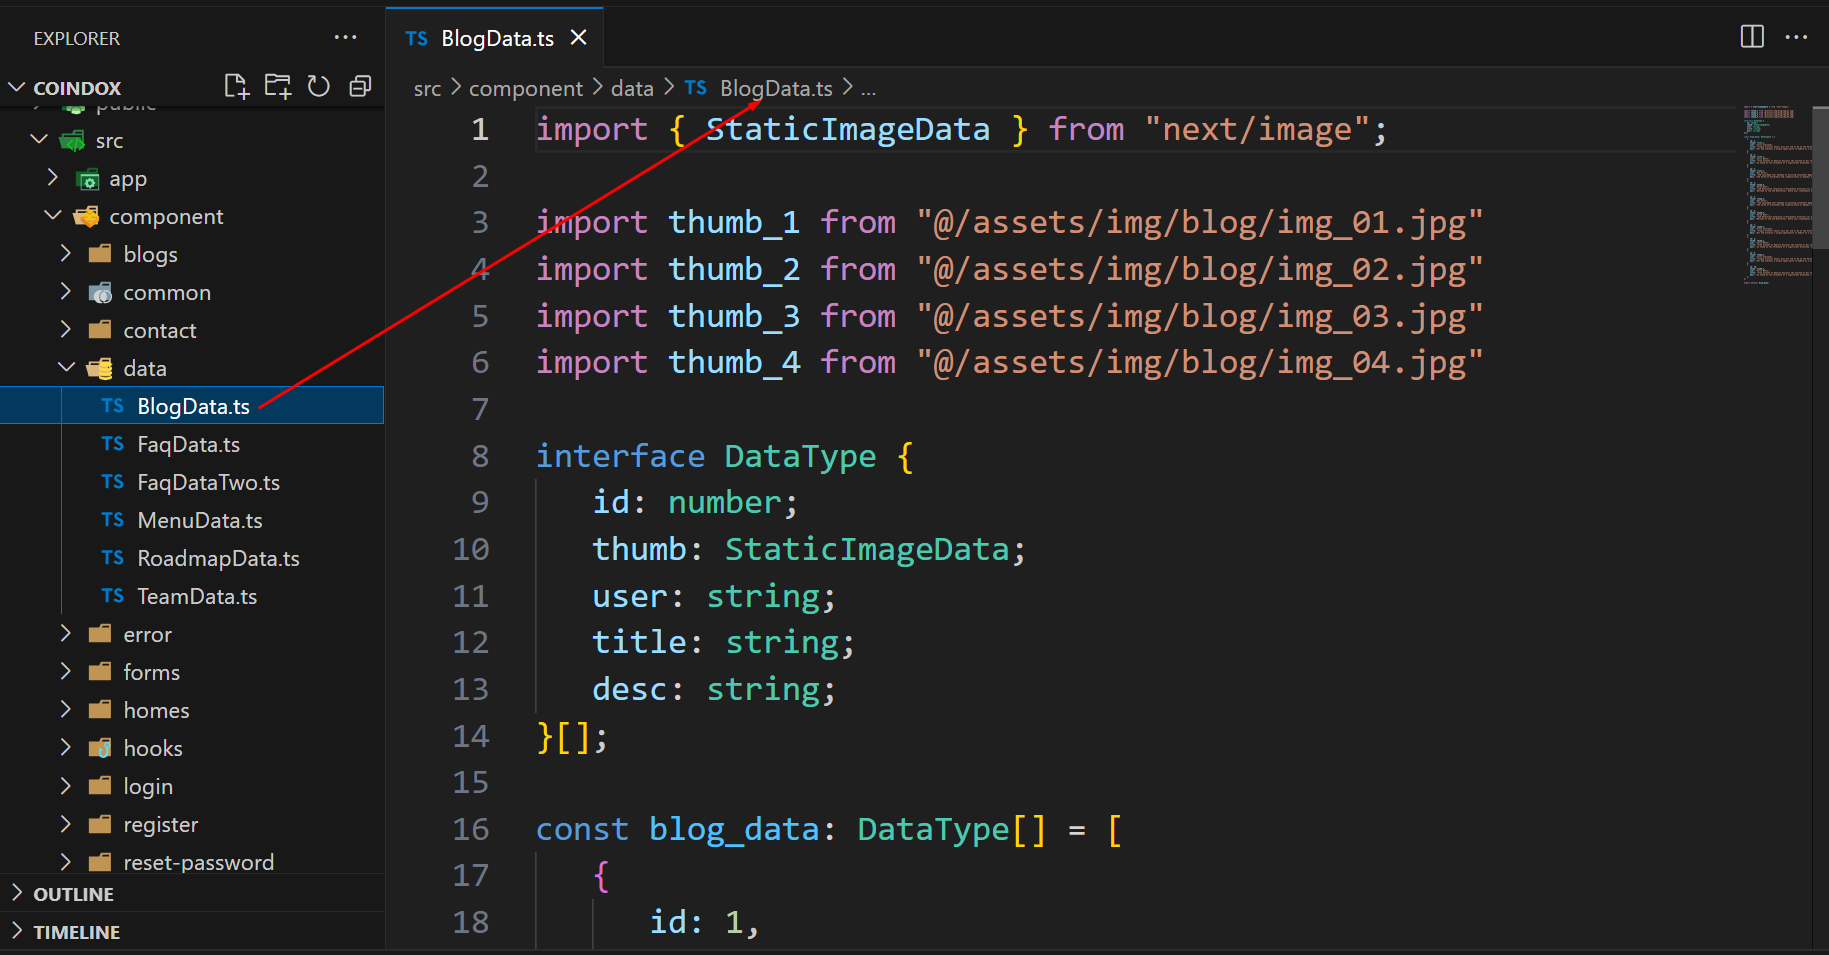 EXPLORER
COINDOX
public
src
app
component
blogs
common
contact
data
TS BlogData.ts
TS FaqData.ts
TS FaqDataTwo.ts
TS MenuData.ts
TS RoadmapData.ts
TS TeamData.ts
error
forms
homes
hooks
login
register
reset-password
OUTLINE
TIMELINE
TS BlogData.ts
src > component > data > TS BlogData.ts > ...
1 import { StaticImageData } from "next/image";
2
3 import thumb_1 from "@/assets/img/blog/img_01.jpg"
4 import thumb_2 from "@/assets/img/blog/img_02.jpg"
5 import thumb_3 from "@/assets/img/blog/img_03.jpg"
6 import thumb_4 from "@/assets/img/blog/img_04.jpg"
7
8 interface DataType {
9 id: number;
10 thumb: StaticImageData;
11 user: string;
12 title: string;
13 desc: string;
14 }[];
15
16 const blog_data: DataType[] = [
17 {
18 id: 1,